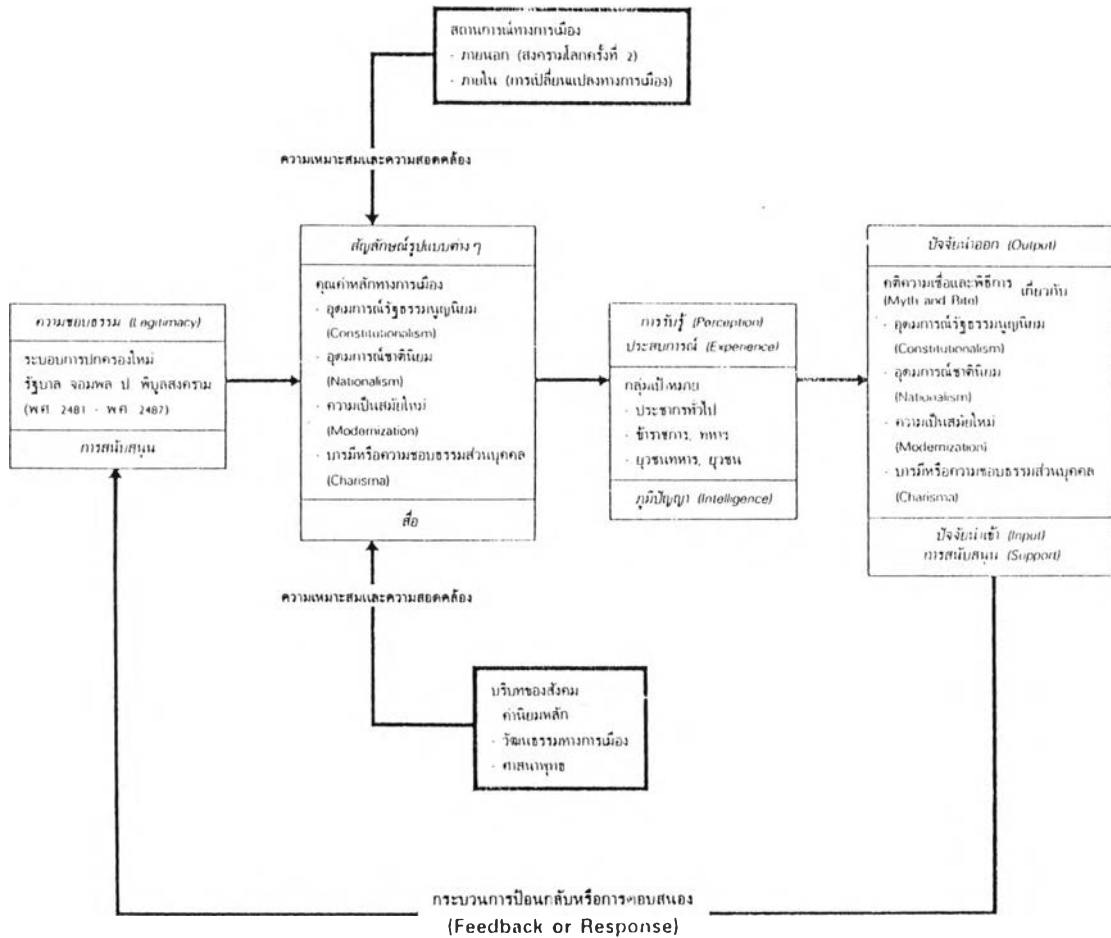 สถานการณ์ทางการเมือง
- ภายนอก (สงครามโลกครั้งที่ 2)
- ภายใน (การเปลี่ยนแปลงทางการเมือง)
ความเหมาะสมและความสอดคล้อง
ความชอบธรรม (Legitimacy)
ระบอบการปกครองใหม่
รัฐบาล จอมพล ป พิบูลสงคราม
(พศ 2481 - พศ 2487)
การสนับสนุน
สัญลักษณ์รูปแบบต่าง ๆ
คุณค่าหลักทางการเมือง
- อุดมการณ์รัฐธรรมนูญนิยม
(Constitutionalism)
- อุดมการณ์ชาตินิยม
(Nationalism)
- ความเป็นสมัยใหม่
(Modernization)
- บารมีหรือความชอบธรรมส่วนบุคคล
(Charisma)
สื่อ
การรับรู้ (Perception)
ประสบการณ์ (Experience)
กลุ่มเป้าหมาย
- ประชากรทั่วไป
- ข้าราชการ, ทหาร
- ยุวชนทหาร, ยุวชน
ภูมิปัญญา (Intelligence)
ปัจจัยนำออก (Output)
คติความเชื่อและพิธีการ เกี่ยวกับ
(Myth and Rite)
- อุดมการณ์รัฐธรรมนูญนิยม
(Constitutionalism)
- อุดมการณ์ชาตินิยม
(Nationalism)
- ความเป็นสมัยใหม่
(Modernization)
- บารมีหรือความชอบธรรมส่วนบุคคล
(Charisma)
ปัจจัยนำเข้า (Input)
การสนับสนุน (Support)
ความเหมาะสมและความสอดคล้อง
บริบทของสังคม
ค่านิยมหลัก
- วัฒนธรรมทางการเมือง
- ศาสนาพุทธ
กระบวนการป้อนกลับหรือการตอบสนอง
(Feedback or Response)